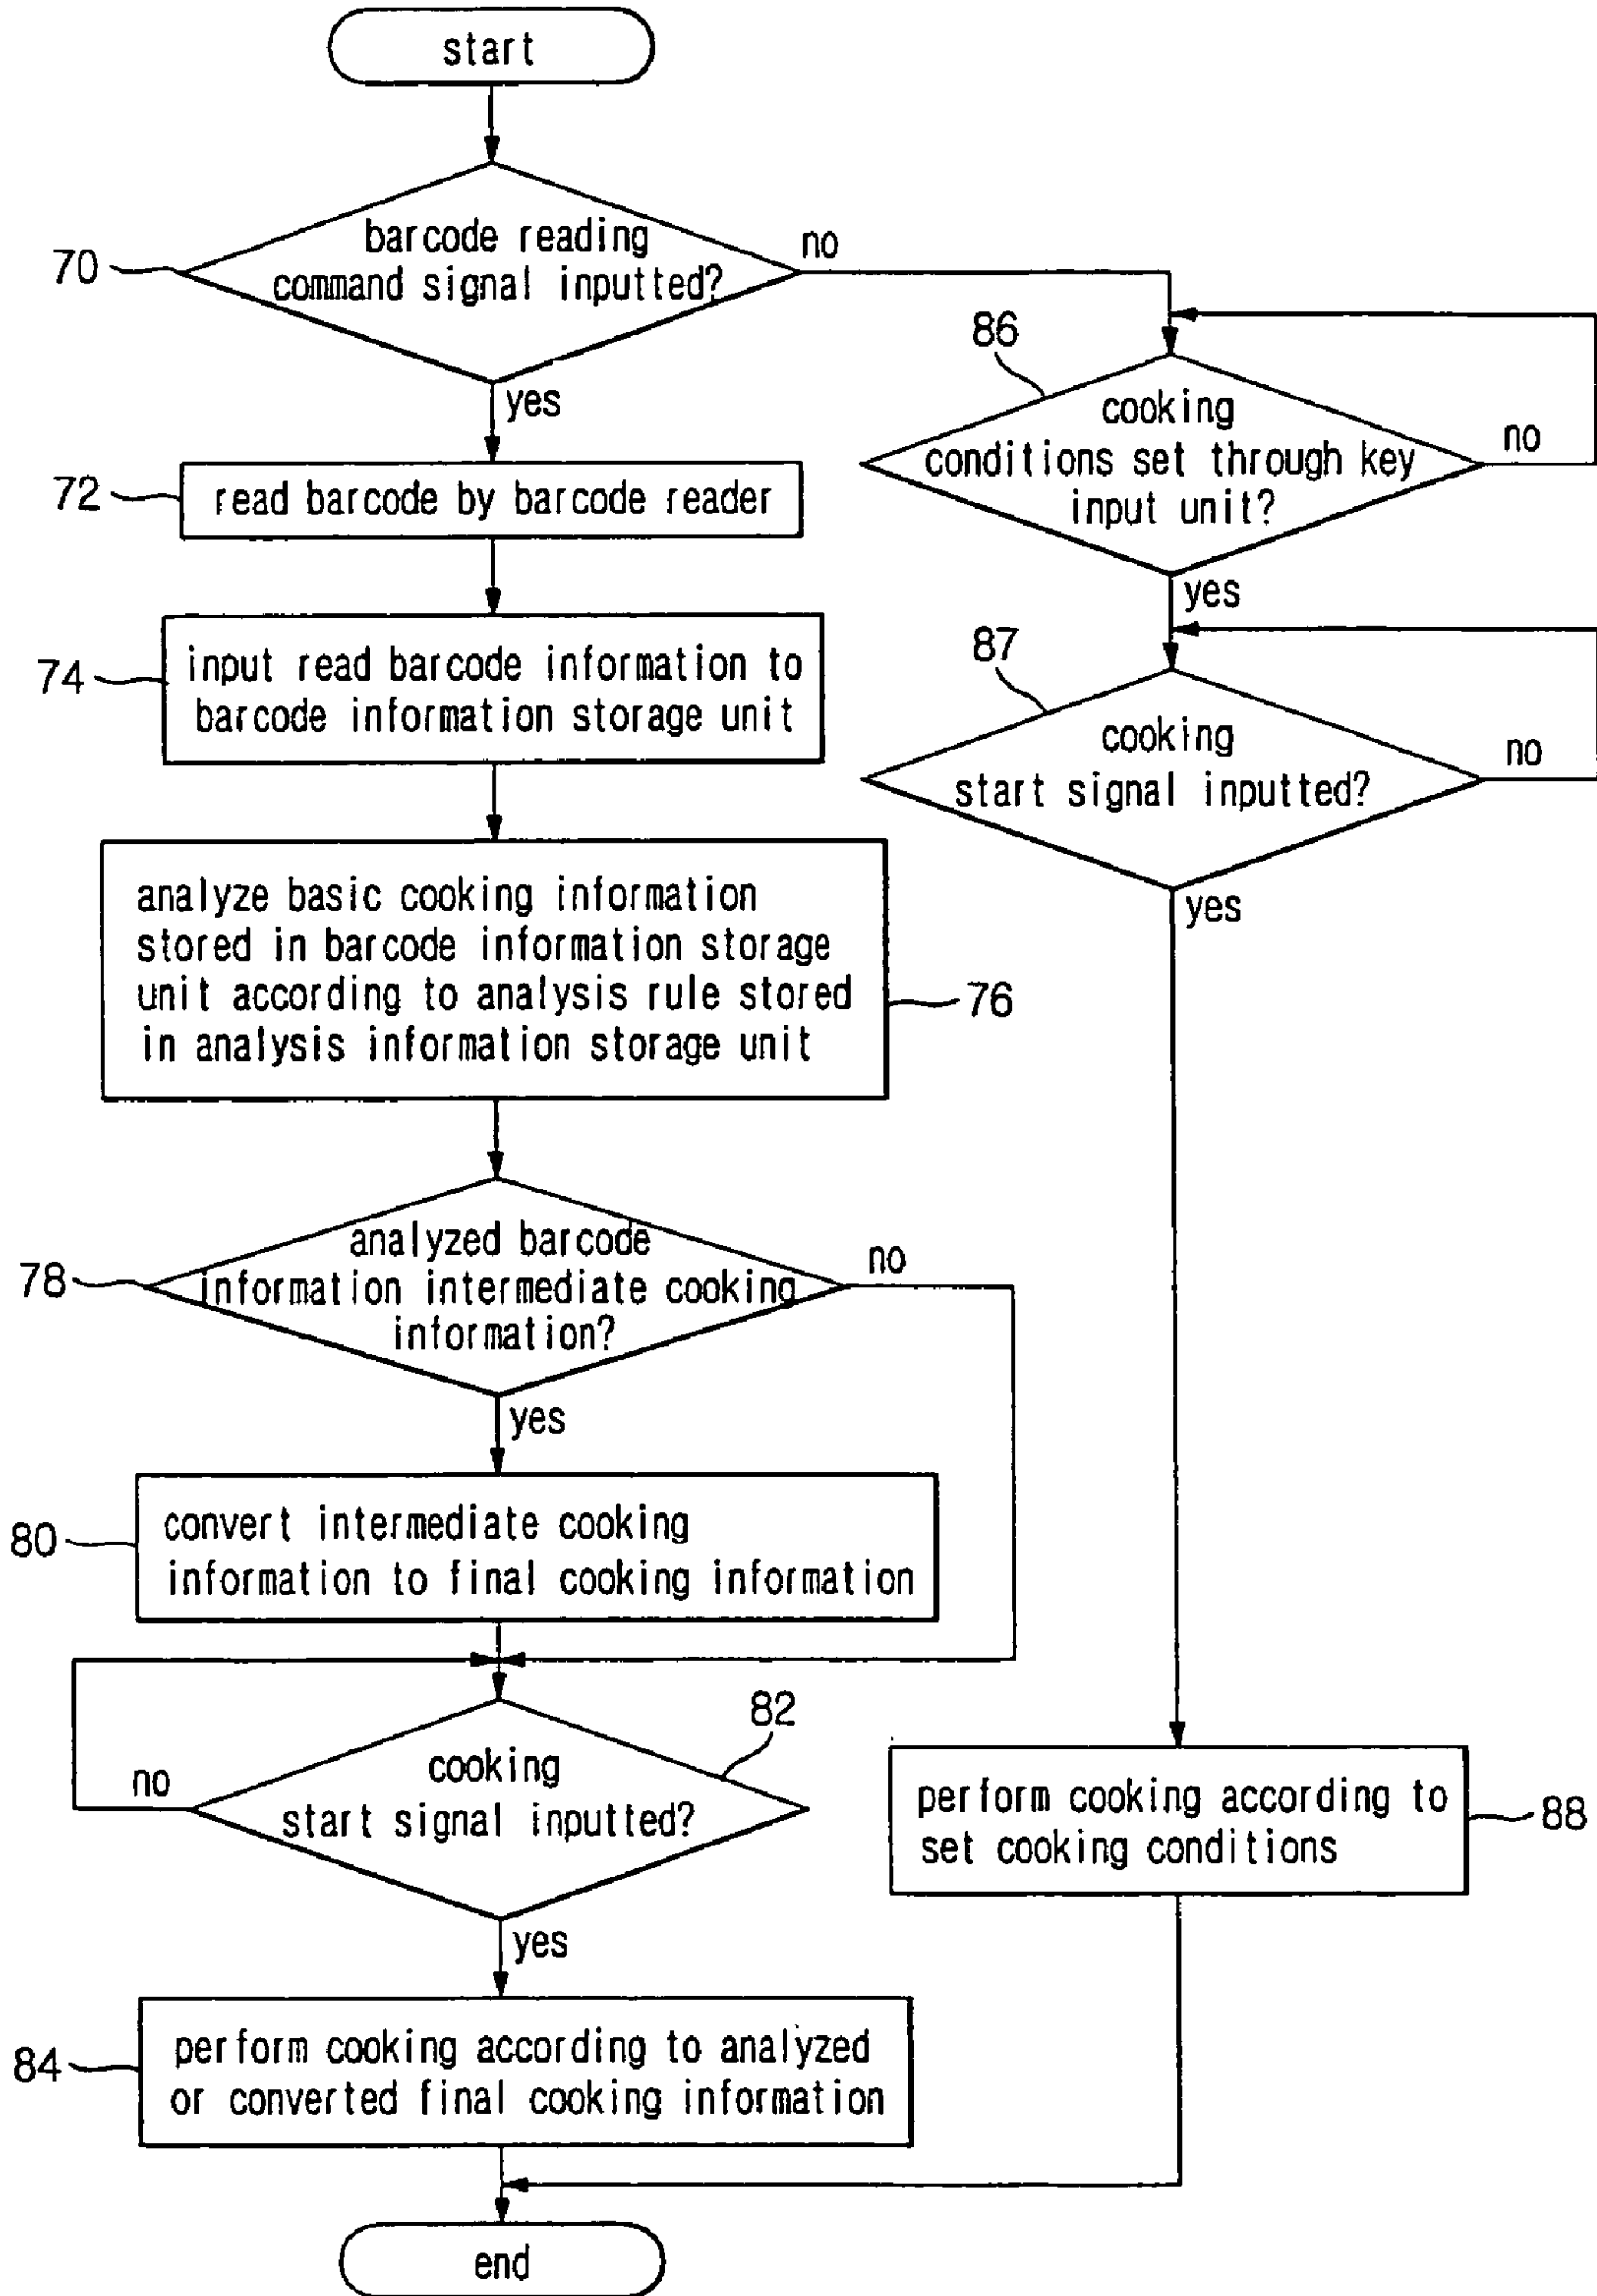 start
barcode reading
command signal inputted?
70
no
yes
86
cooking
conditions set through key
input unit?
no
yes
72
read barcode by barcode reader
74
input read barcode information to
barcode information storage unit
87
cooking
start signal inputted?
no
yes
analyze basic cooking information
stored in barcode information storage
unit according to analysis rule stored
in analysis information storage unit
76
analyzed barcode
information intermediate cooking
information?
78
no
yes
80
convert intermediate cooking
information to final cooking information
82
cooking
start signal inputted?
no
yes
perform cooking according to
set cooking conditions
88
84
perform cooking according to analyzed
or converted final cooking information
end